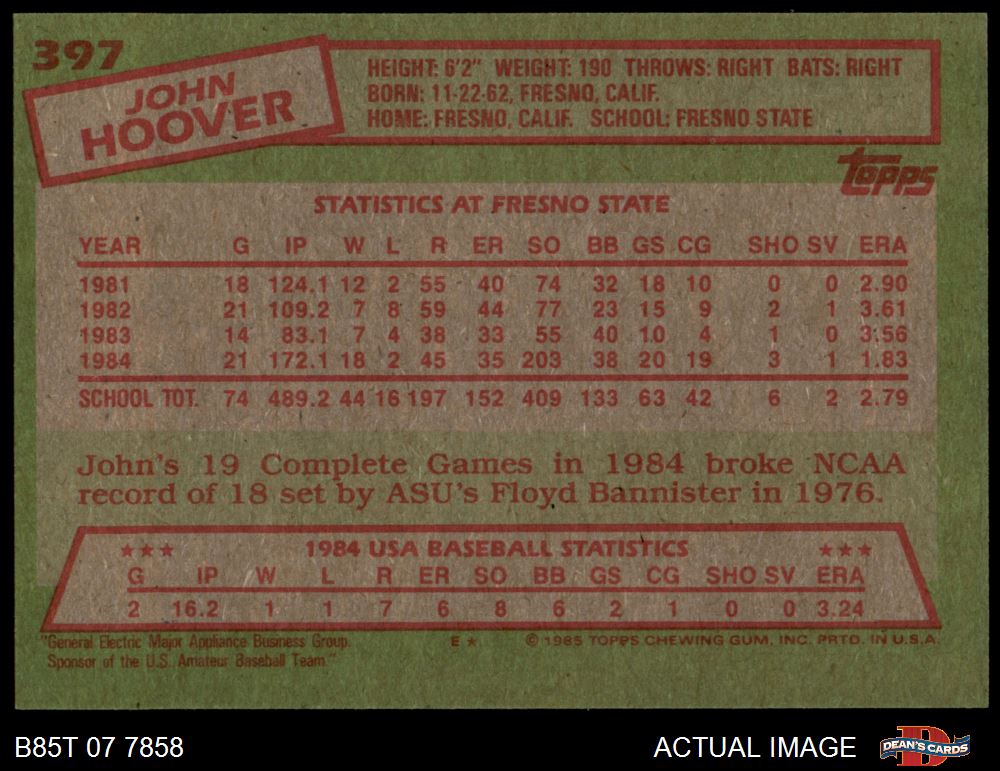 397
JOHN
HOOVER
HEIGHT: 6'2" WEIGHT: 190 THROWS: RIGHT BATS: RIGHT
BORN: 11-22-62, FRESNO, CALIF.
HOME: FRESNO, CALIF. SCHOOL: FRESNO STATE
topps
STATISTICS AT FRESNO STATE
YEAR G IP W L R ER SO BB GS CG SHO SV ERA
1981 18 124.1 12 2 55 40 74 32 18 10 0 0 2.90
1982 21 109.2 7 8 59 44 77 23 15 9 2 1 3.61
1983 14 83.1 7 4 38 33 55 40 10 4 1 0 3.56
1984 21 172.1 18 2 45 35 203 38 20 19 3 1 1.83
SCHOOL TOT. 74 489.2 44 16 197 152 409 133 63 42 6 2 2.79
John's 19 Complete Games in 1984 broke NCAA
record of 18 set by ASU's Floyd Bannister in 1976.
★★★ 1984 USA BASEBALL STATISTICS ★★★
G IP W L R ER SO BB GS CG SHO SV ERA
2 16.2 1 1 7 6 8 6 2 1 0 0 3.24
"General Electric Major Appliance Business Group. E ★ © 1985 TOPPS CHEWING GUM, INC. PRTD. IN U.S.A.
Sponsor of the U.S. Amateur Baseball Team."
B85T 07 7858 ACTUAL IMAGE D DEAN'S CARDS